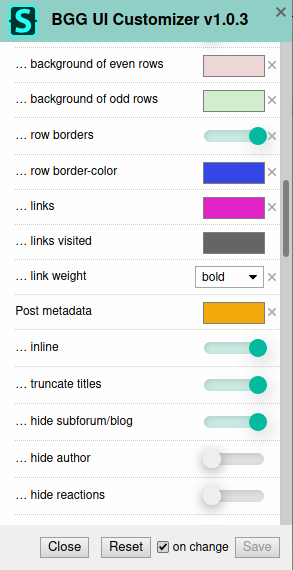 BGG UI Customizer v1.0.3
... background of even rows
... background of odd rows
... row borders
... row border-color
... links
... links visited
... link weight bold
Post metadata
... inline
... truncate titles
... hide subforum/blog
... hide author
... hide reactions
Close Reset on change Save